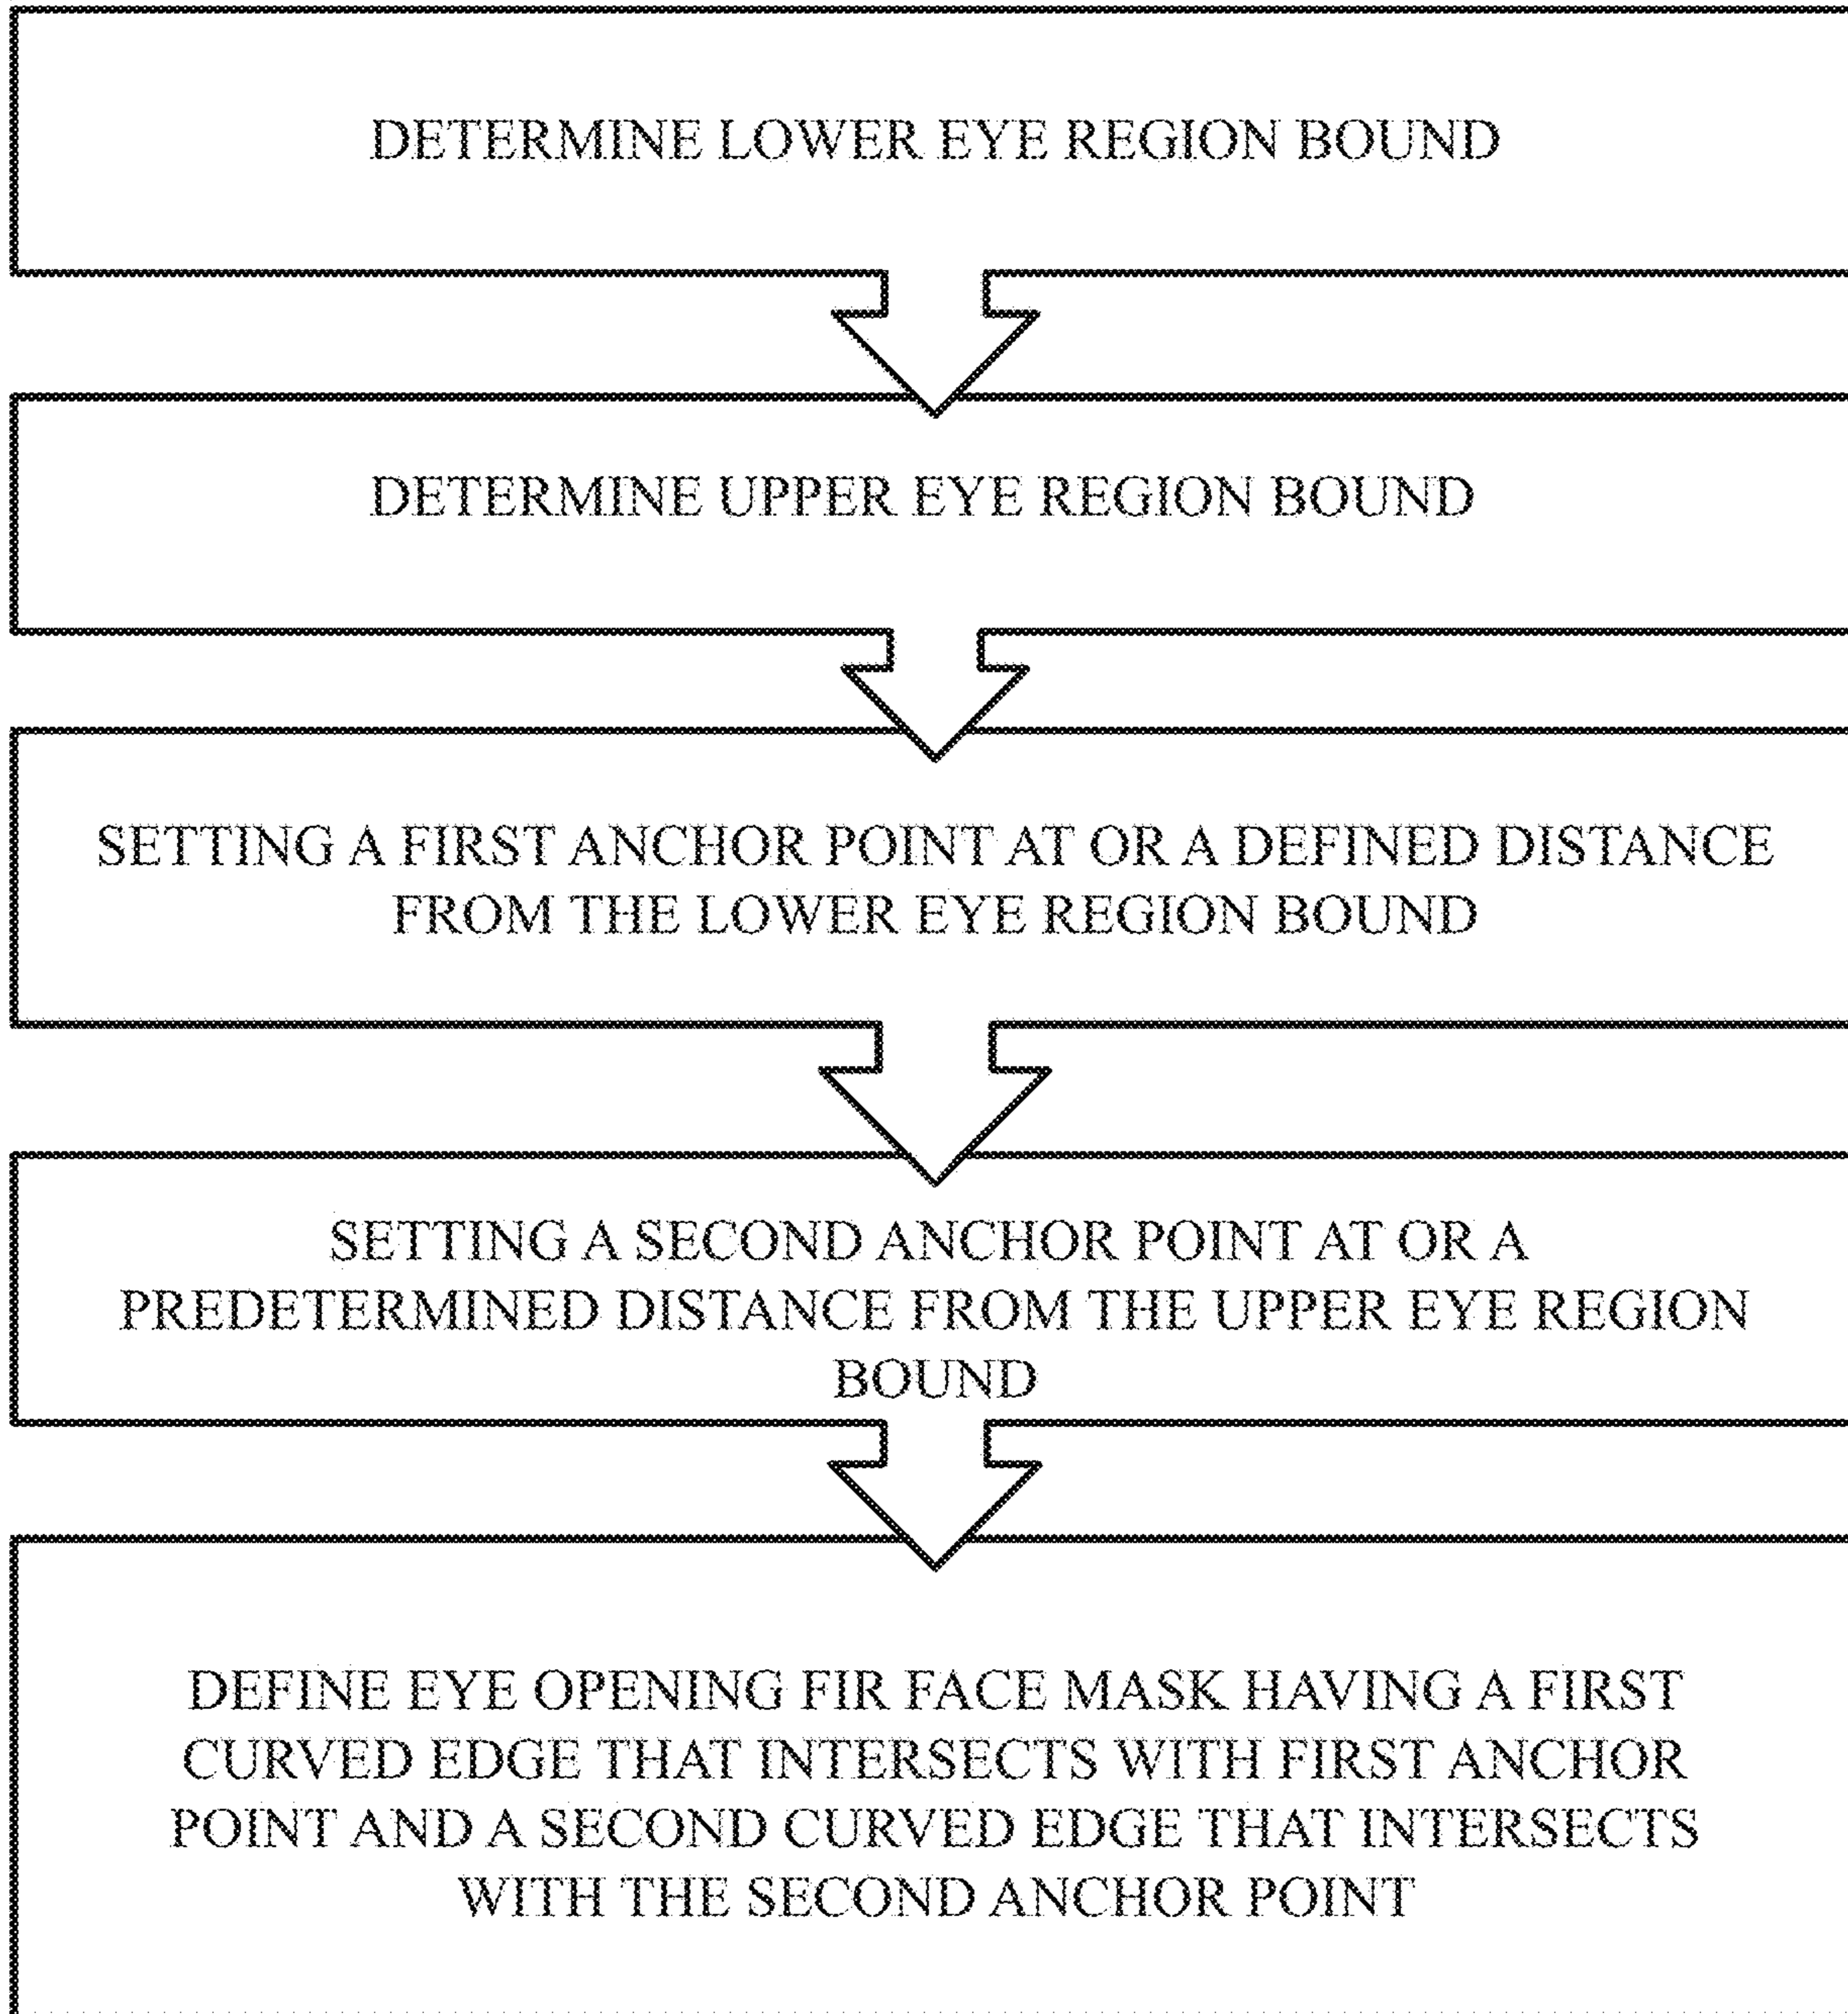 DETERMINE LOWER EYE REGION BOUND
DETERMINE UPPER EYE REGION BOUND
SETTING A FIRST ANCHOR POINT AT OR A DEFINED DISTANCE
FROM THE LOWER EYE REGION BOUND
SETTING A SECOND ANCHOR POINT AT OR A
PREDETERMINED DISTANCE FROM THE UPPER EYE REGION
BOUND
DEFINE EYE OPENING FIR FACE MASK HAVING A FIRST
CURVED EDGE THAT INTERSECTS WITH FIRST ANCHOR
POINT AND A SECOND CURVED EDGE THAT INTERSECTS
WITH THE SECOND ANCHOR POINT